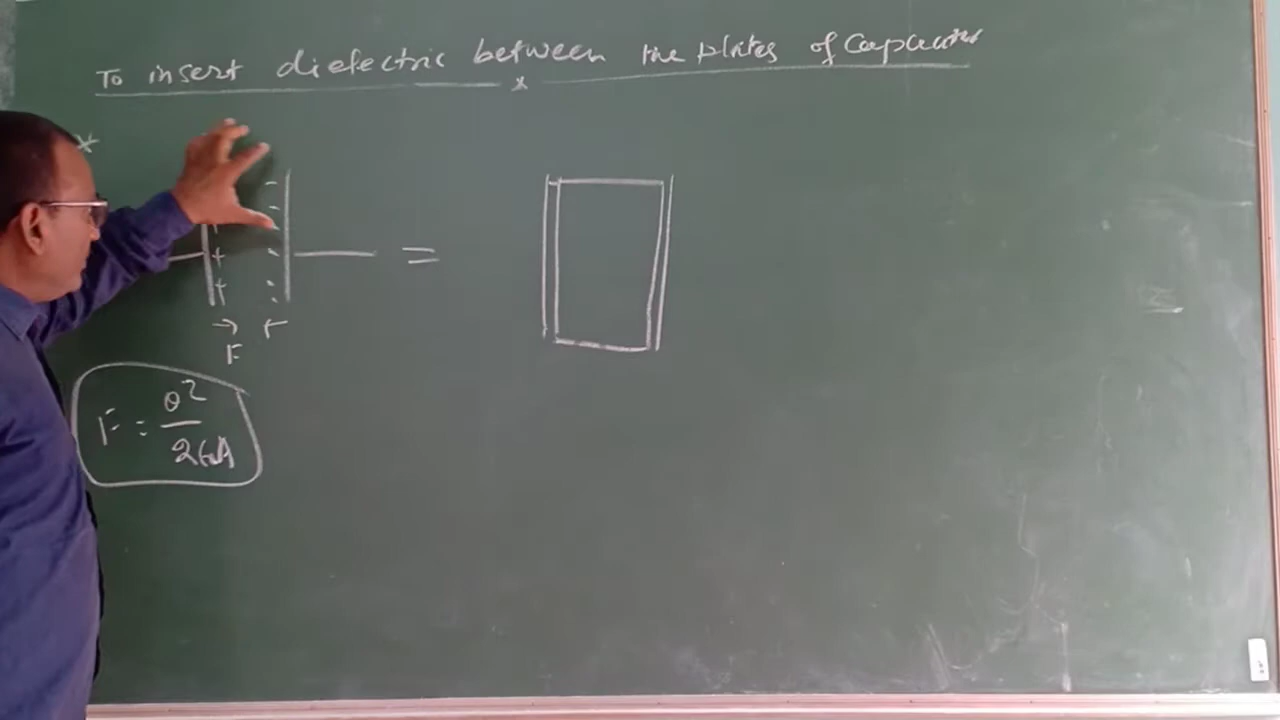 To insert dielectric between the plates of Capacitor
F = Q²/2ε₀A
=
F